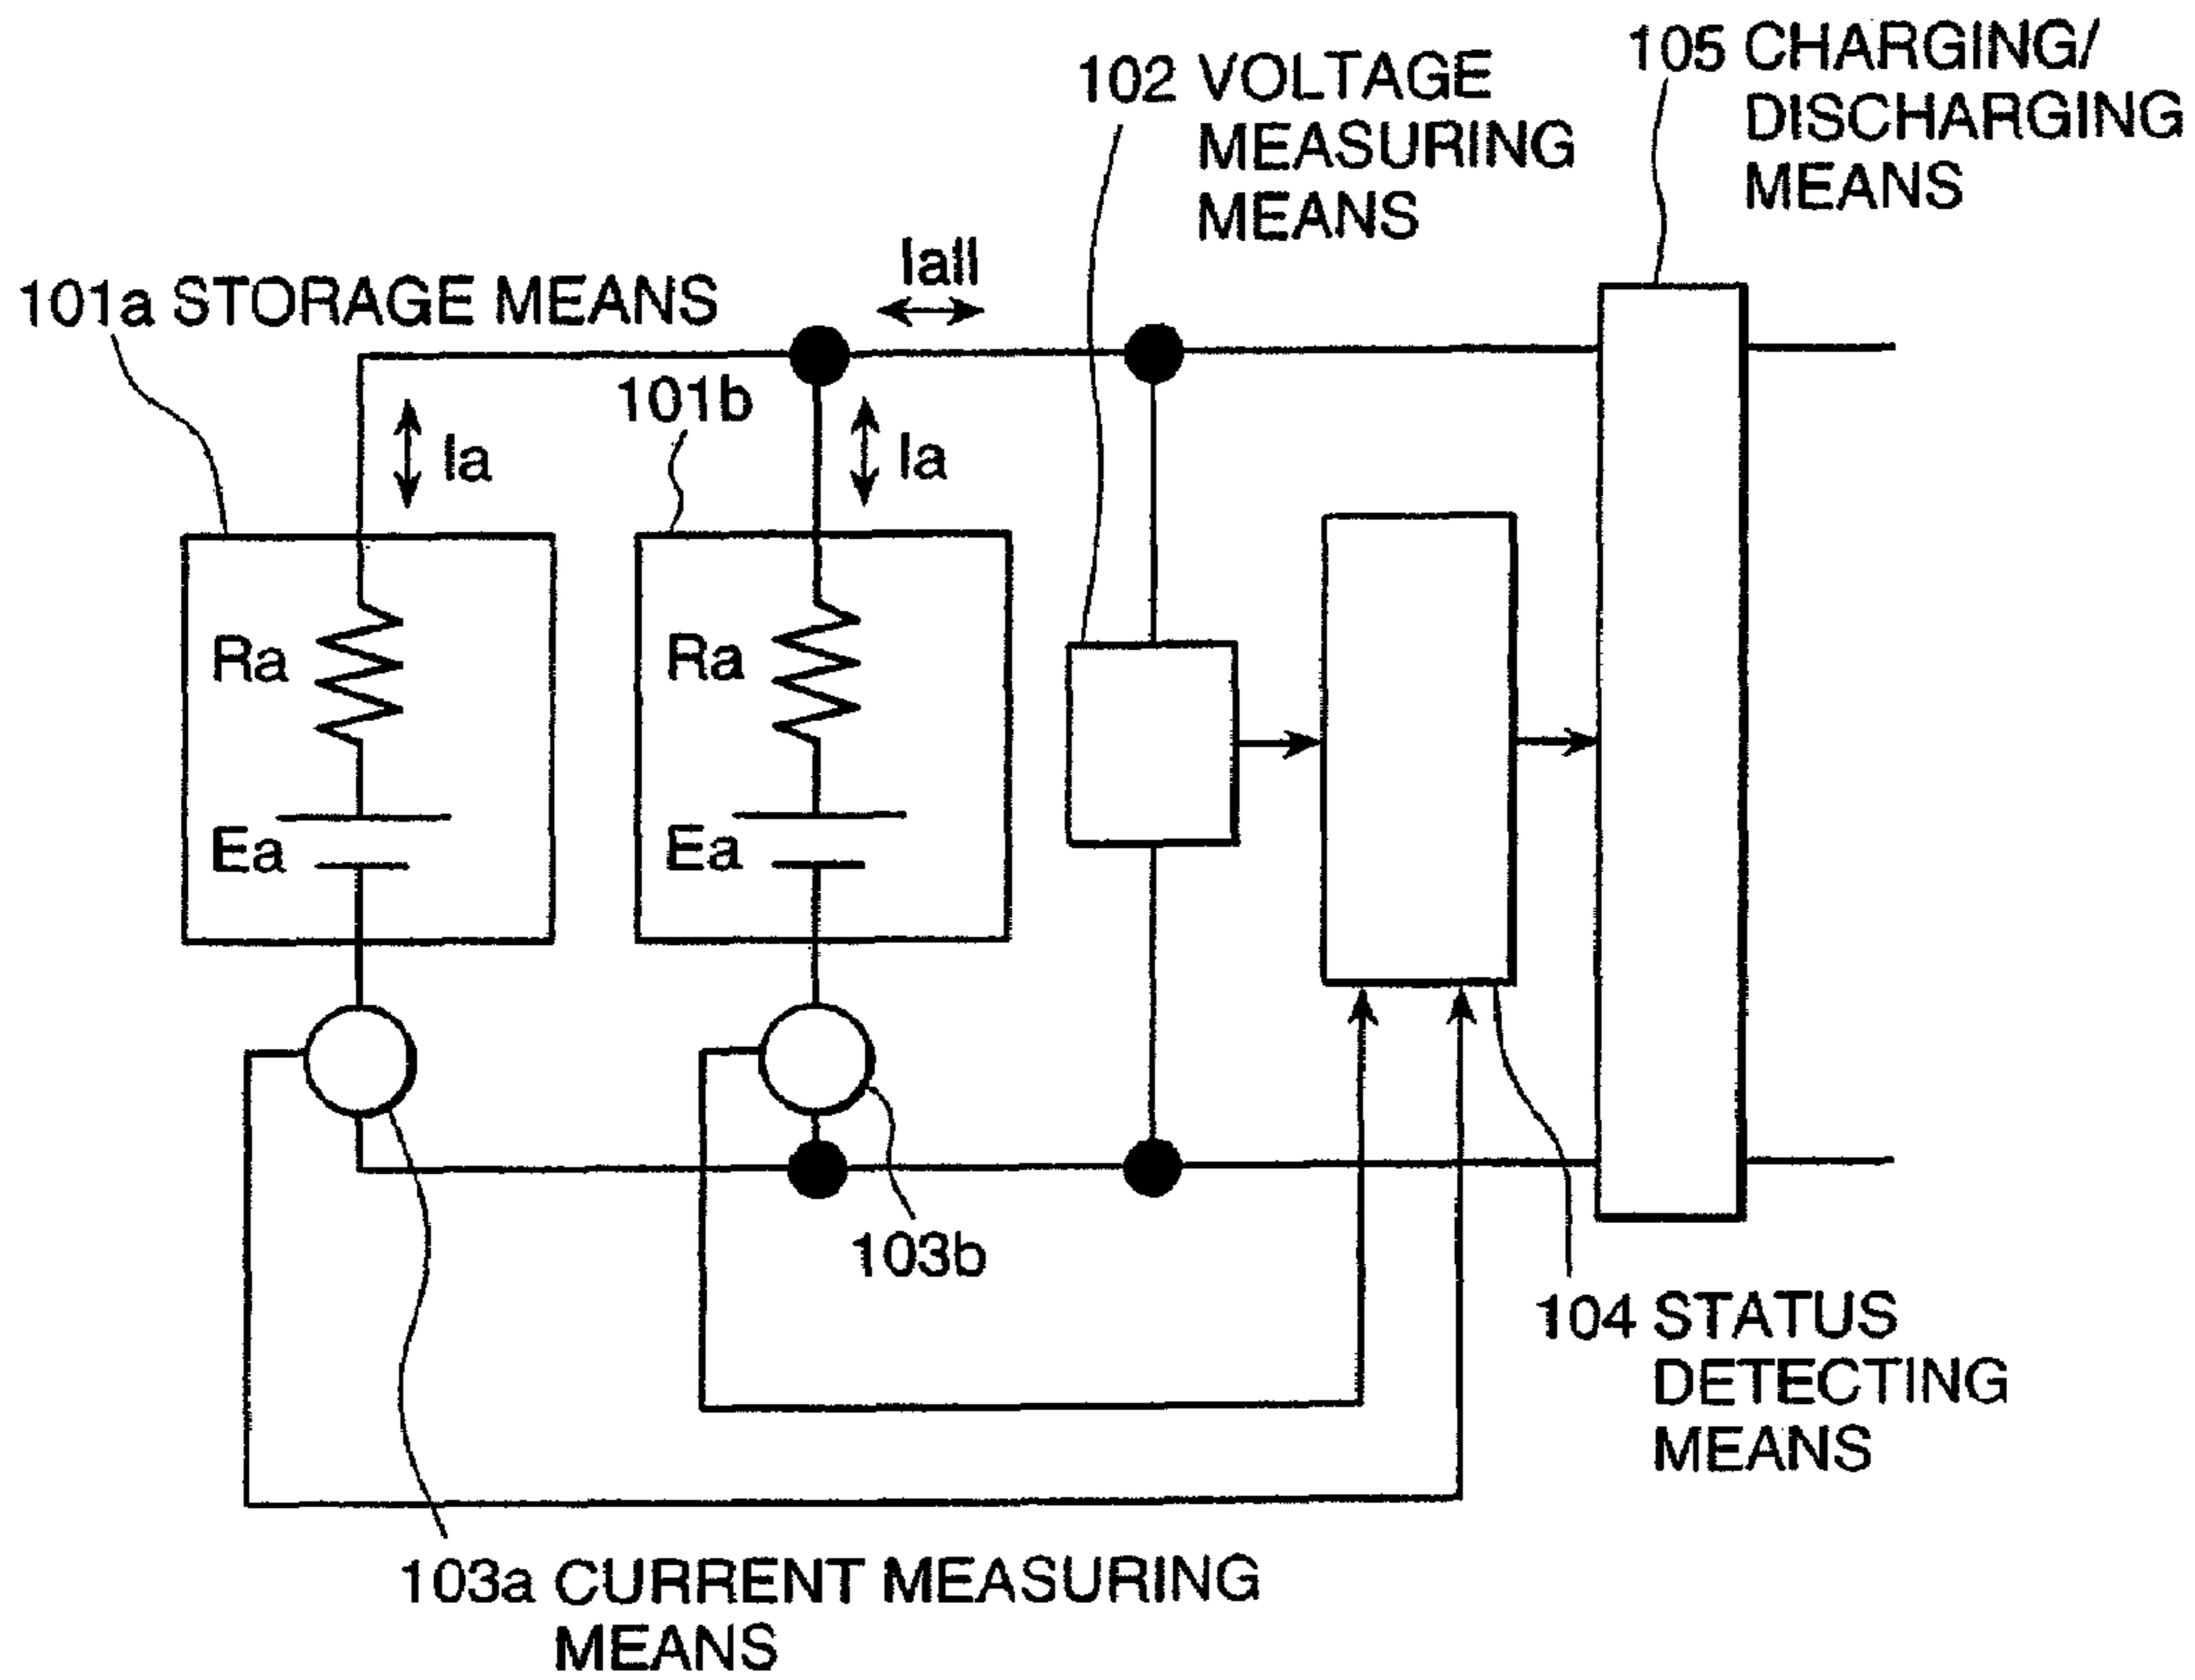 105 CHARGING/
DISCHARGING
MEANS
102 VOLTAGE
MEASURING
MEANS
Iall
101a STORAGE MEANS
101b
Ia
Ia
Ra
Ra
Ea
Ea
103b
104 STATUS
DETECTING
MEANS
103a CURRENT MEASURING
MEANS